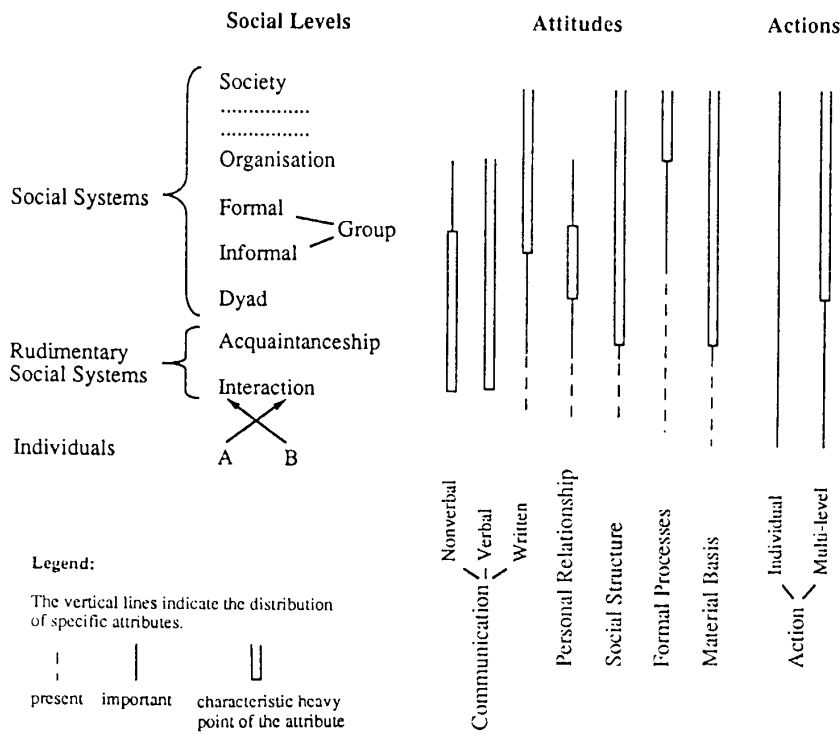 Social Levels
Attitudes
Actions
Society
................
................
Organisation
Social Systems
Formal
Group
Informal
Dyad
Rudimentary
Social Systems
Acquaintanceship
Interaction
Individuals
A B
Nonverbal
Verbal
Written
Communication
Personal Relationship
Social Structure
Formal Processes
Material Basis
Individual
Multi-level
Action
Legend:
The vertical lines indicate the distribution
of specific attributes.
present
important
characteristic heavy
point of the attribute